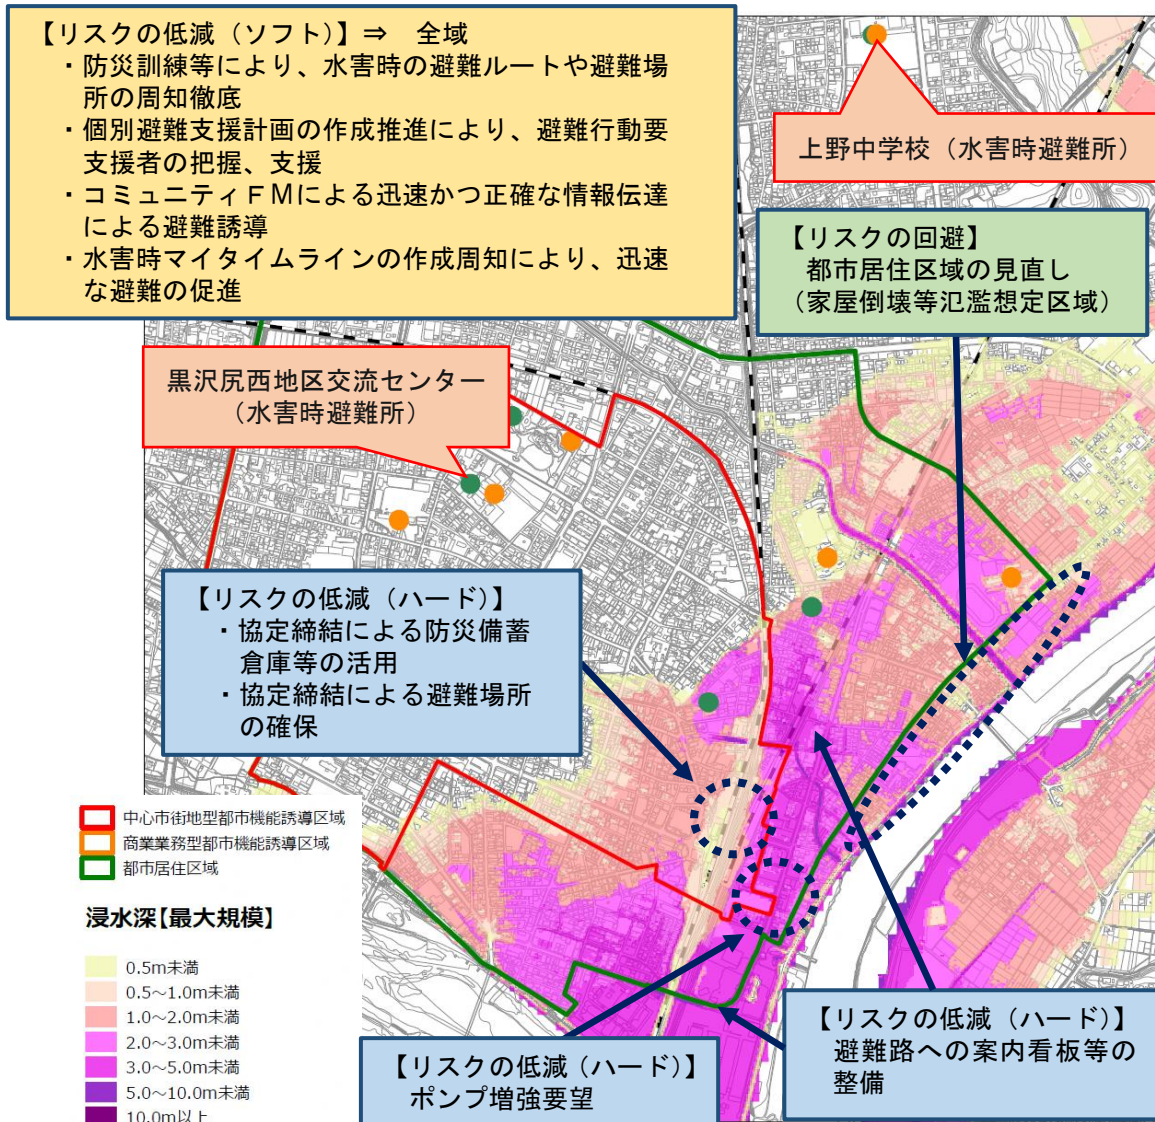 【リスクの低減（ソフト）】⇒　全域
・防災訓練等により、水害時の避難ルートや避難場
所の周知徹底
・個別避難支援計画の作成推進により、避難行動要
支援者の把握、支援
・コミュニティＦＭによる迅速かつ正確な情報伝達
による避難誘導
・水害時マイタイムラインの作成周知により、迅速
な避難の促進
上野中学校（水害時避難所）
【リスクの回避】
都市居住区域の見直し
（家屋倒壊等氾濫想定区域）
黒沢尻西地区交流センター
（水害時避難所）
【リスクの低減（ハード）】
・協定締結による防災備蓄
倉庫等の活用
・協定締結による避難場所
の確保
中心市街地型都市機能誘導区域
商業業務型都市機能誘導区域
都市居住区域
浸水深【最大規模】
0.5m未満
0.5～1.0m未満
1.0～2.0m未満
2.0～3.0m未満
3.0～5.0m未満
5.0～10.0m未満
10.0m以上
【リスクの低減（ハード）】
ポンプ増強要望
【リスクの低減（ハード）】
避難路への案内看板等の
整備